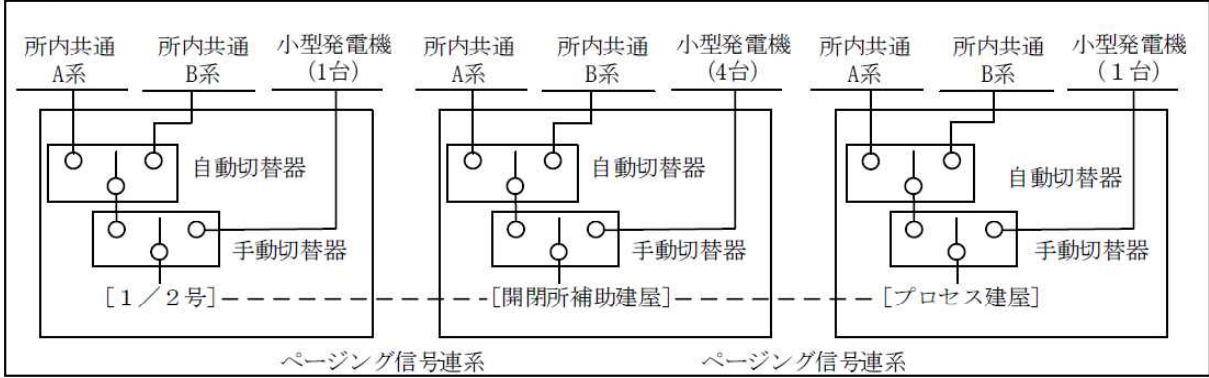 所内共通 所内共通 小型発電機 所内共通 所内共通 小型発電機 所内共通 所内共通 小型発電機
A系 B系 (1台) A系 B系 (4台) A系 B系 (１台)
自動切替器 自動切替器 自動切替器
手動切替器 手動切替器 手動切替器
[１／２号] [開閉所補助建屋] [プロセス建屋]
ページング信号連系 ページング信号連系